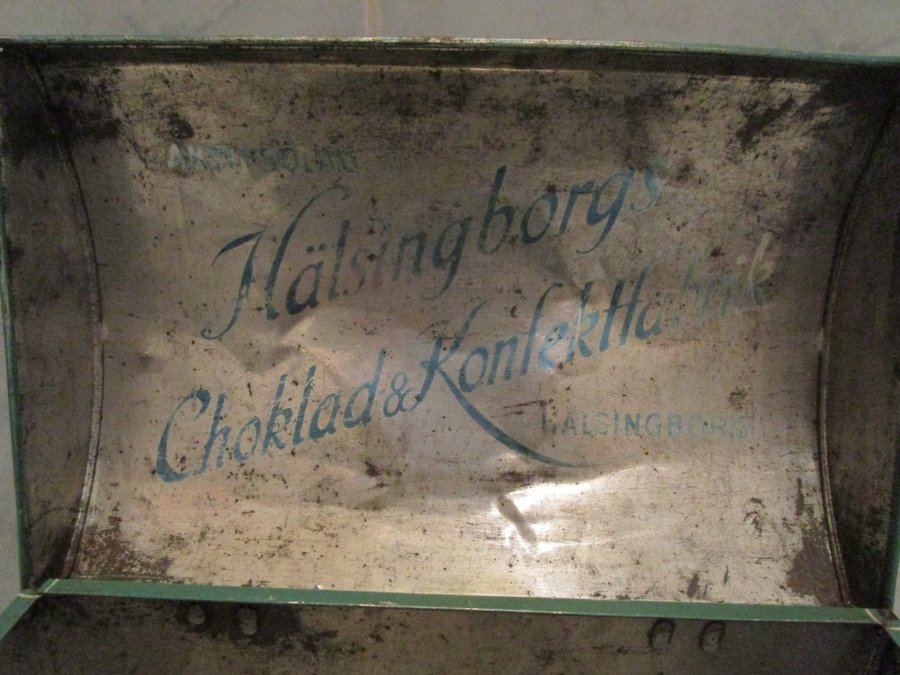 AKTIEBOLAG
Hälsingborgs
Choklad & Konfektfabrik
HÄLSINGBORG